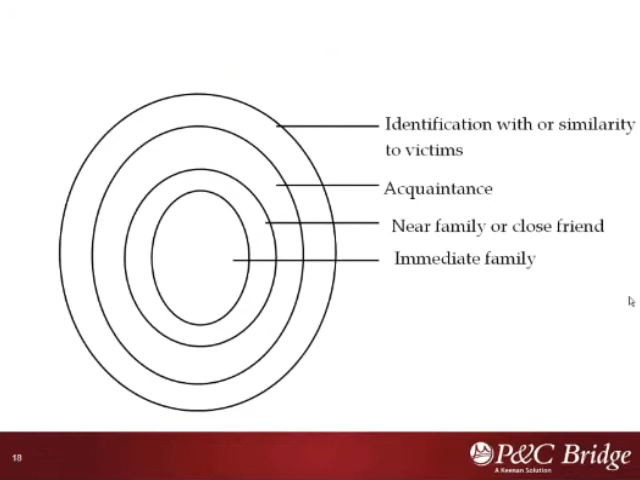 Identification with or similarity
to victims
Acquaintance
Near family or close friend
Immediate family
18
P&C Bridge
A Keenan Solution